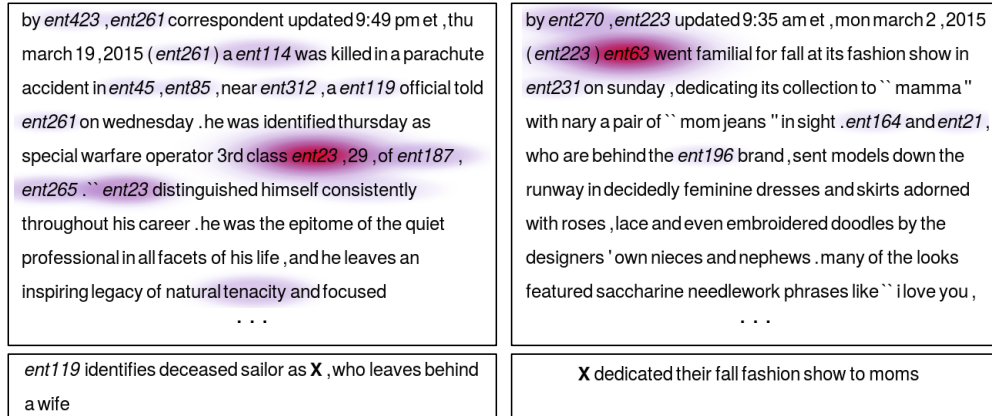 by ent423 ,ent261 correspondent updated 9:49 pm et ,thu
march 19 ,2015 ( ent261 ) a ent114 was killed in a parachute
accident in ent45 ,ent85 ,near ent312 ,a ent119 official told
ent261 on wednesday .he was identified thursday as
special warfare operator 3rd class ent23 ,29 ,of ent187 ,
ent265 .`` ent23 distinguished himself consistently
throughout his career .he was the epitome of the quiet
professional in all facets of his life ,and he leaves an
inspiring legacy of natural tenacity and focused
. . .
ent119 identifies deceased sailor as X ,who leaves behind
a wife
by ent270 ,ent223 updated 9:35 am et ,mon march 2 ,2015
( ent223 ) ent63 went familial for fall at its fashion show in
ent231 on sunday ,dedicating its collection to `` mamma ''
with nary a pair of `` mom jeans '' in sight .ent164 and ent21 ,
who are behind the ent196 brand ,sent models down the
runway in decidedly feminine dresses and skirts adorned
with roses ,lace and even embroidered doodles by the
designers ' own nieces and nephews .many of the looks
featured saccharine needlework phrases like `` i love you ,
. . .
X dedicated their fall fashion show to moms